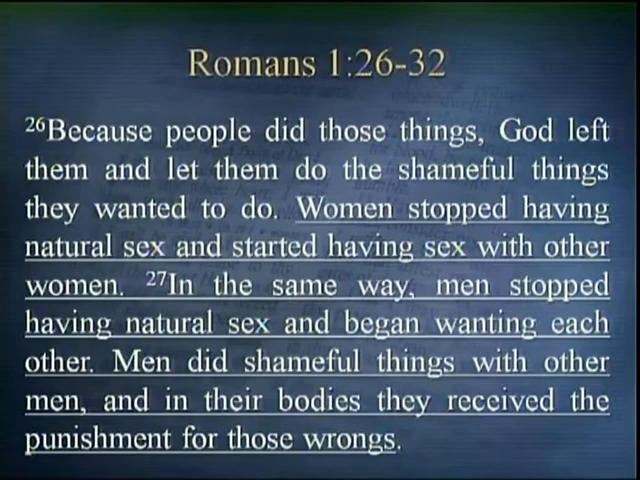 Romans 1:26-32
26Because people did those things, God left
them and let them do the shameful things
they wanted to do. Women stopped having
natural sex and started having sex with other
women. 27In the same way, men stopped
having natural sex and began wanting each
other. Men did shameful things with other
men, and in their bodies they received the
punishment for those wrongs.